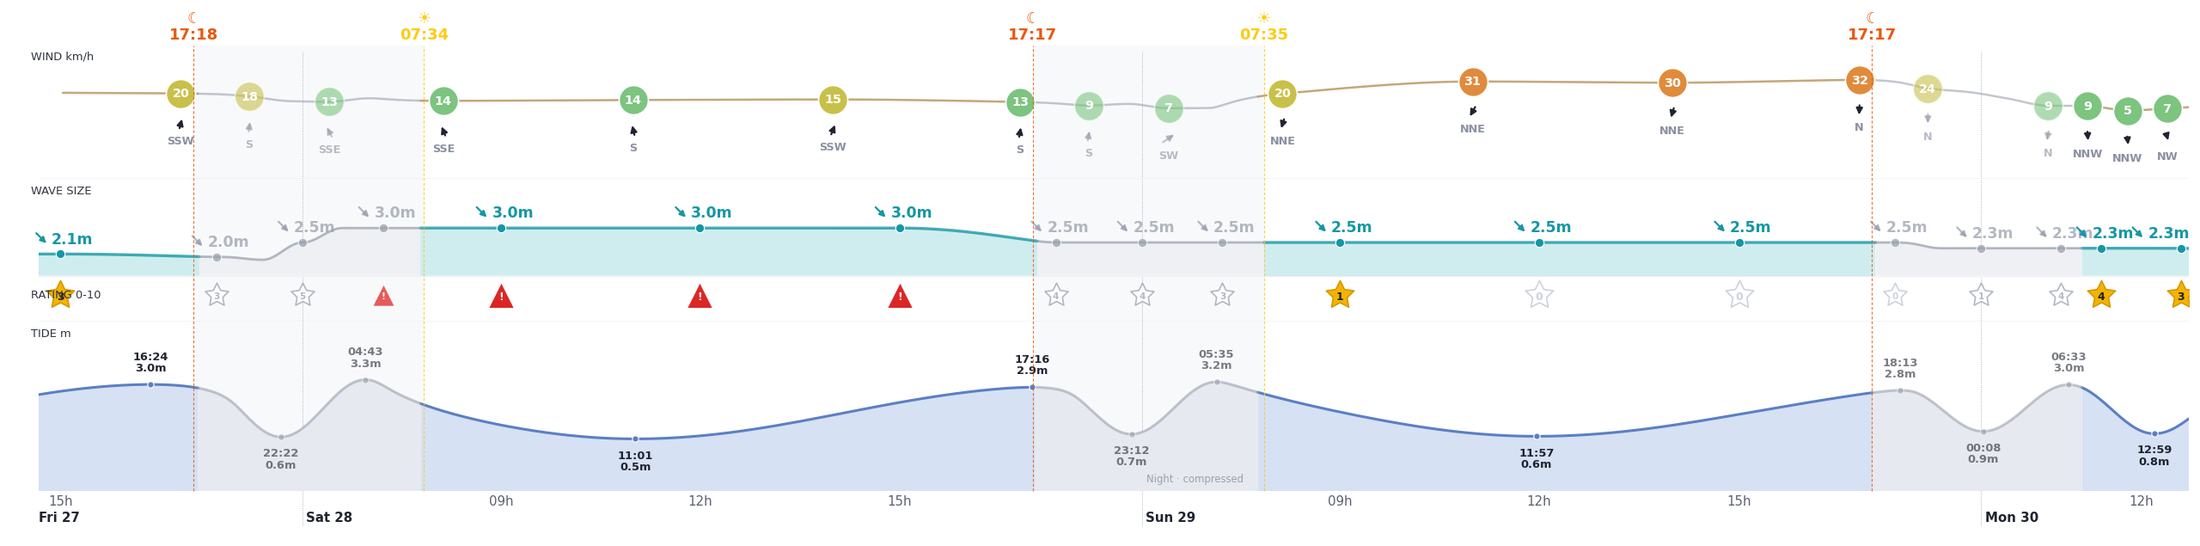 ☾ ☀ ☾ ☀ ☾
17:18 07:34 17:17 07:35 17:17
WIND km/h
20 18 13 14 14 15 13 9 7 20 31 30 32 24 9 9 5 7
SSW S SSE SSE S SSW S S SW NNE NNE NNE N N N NNW NNW NW
WAVE SIZE
2.1m 2.0m 2.5m 3.0m 3.0m 3.0m 3.0m 2.5m 2.5m 2.5m 2.5m 2.5m 2.5m 2.5m 2.3m 2.3m 2.3m 2.3m
RATING 0-10
3 3 5 ! ! ! ! 4 4 3 1 0 0 0 1 4 4 3
TIDE m
16:24 04:43 17:16 05:35 18:13 06:33
3.0m 3.3m 2.9m 3.2m 2.8m 3.0m
22:22 11:01 23:12 11:57 00:08 12:59
0.6m 0.5m 0.7m 0.6m 0.9m 0.8m
Night · compressed
15h 09h 12h 15h 09h 12h 15h 12h
Fri 27 Sat 28 Sun 29 Mon 30